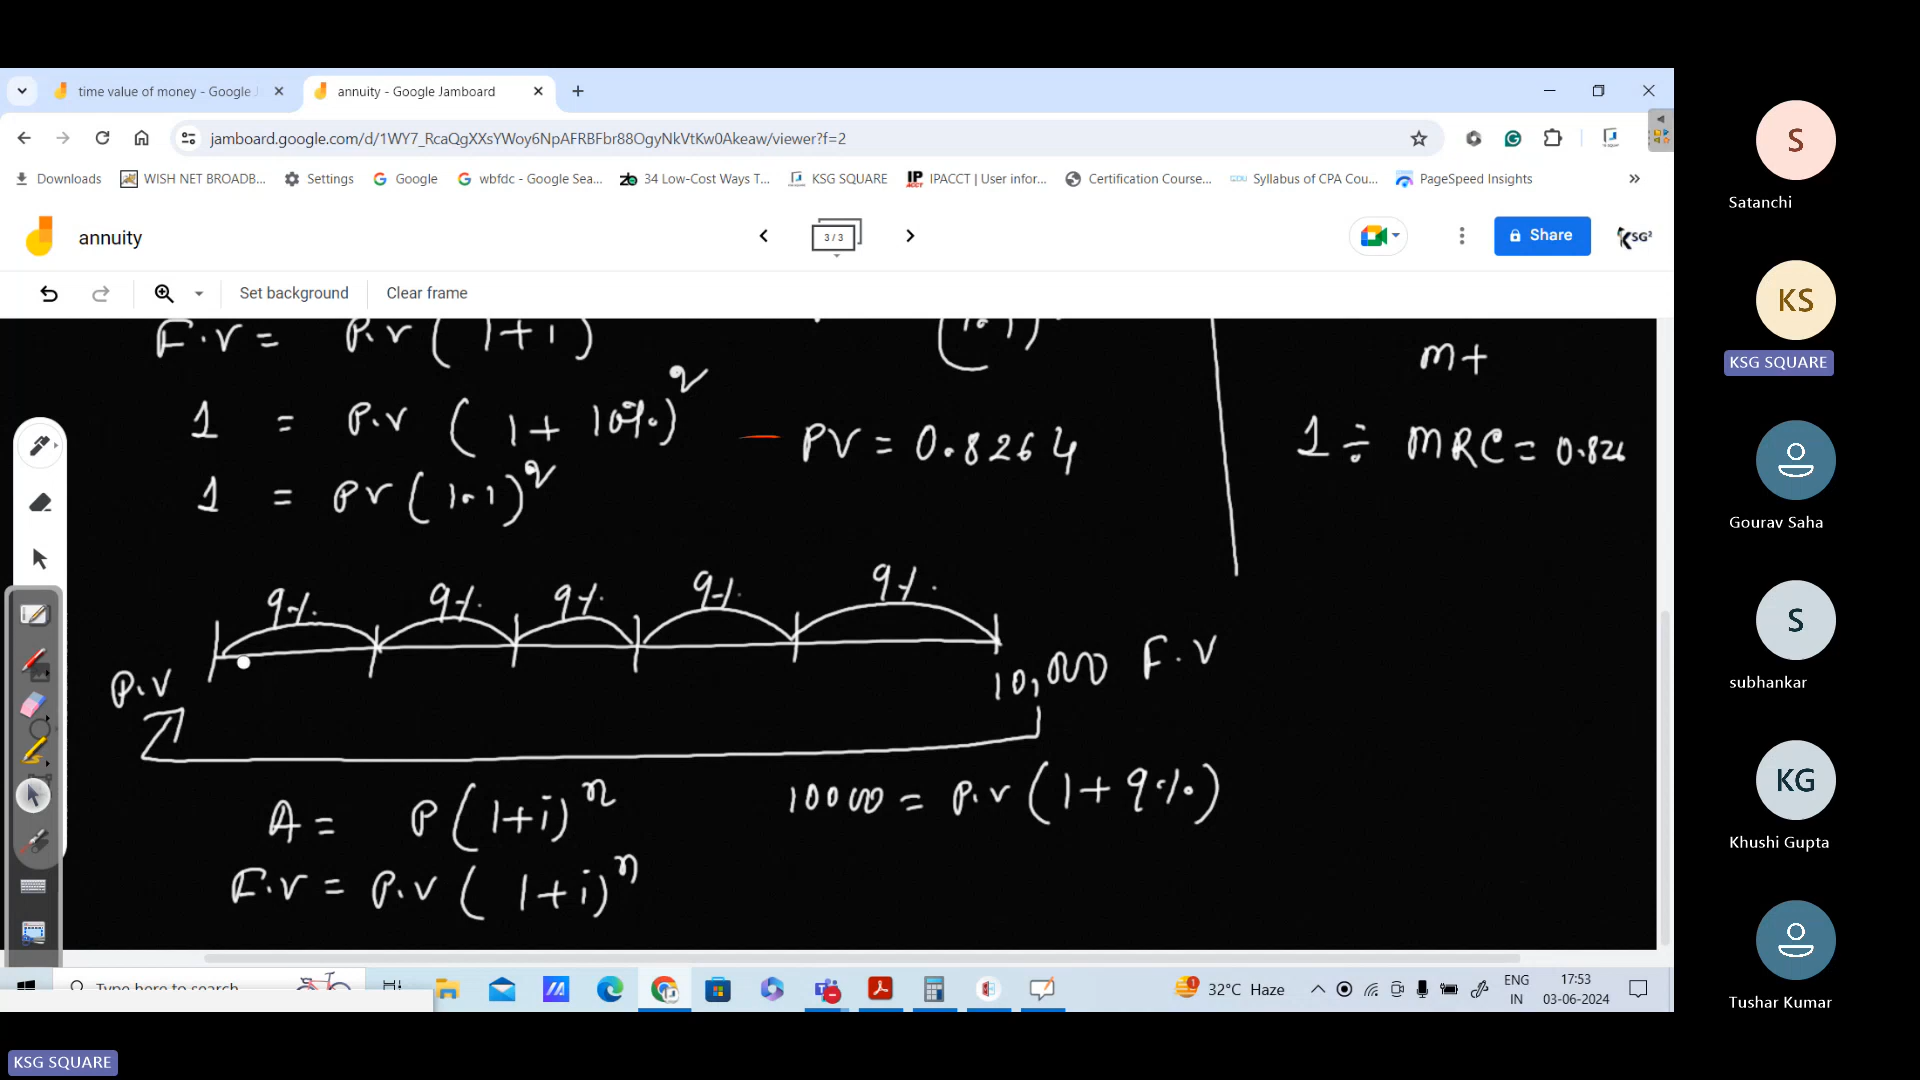 time value of money - Google J
annuity - Google Jamboard
jamboard.google.com/d/1WY7_RcaQgXXsYWoy6NpAFRBFbr88OgyNkVtKw0Akeaw/viewer?f=2
Downloads
WISH NET BROADB...
Settings
Google
wbfdc - Google Sea...
34 Low-Cost Ways T...
KSG SQUARE
IPACCT | User infor...
Certification Course...
Syllabus of CPA Cou...
PageSpeed Insights
annuity
3 / 3
Share
KSG²
Set background
Clear frame
F.V = P.V ( 1+i )
1 = P.V ( 1+ 10%)²
PV = 0.8264
1 = PV (1.1)²
m+
1 ÷ MRC = 0.826
9%. 9%. 9%. 9%. 9%.
P.V
10,000 F.V
A = P (1+i)ⁿ
10000 = P.V (1+ 9%)
F.V = P.V ( 1+i)ⁿ
Type here to search
32°C Haze
ENG
IN
17:53
03-06-2024
S
Satanchi
KS
KSG SQUARE
Gourav Saha
S
subhankar
KG
Khushi Gupta
Tushar Kumar
KSG SQUARE